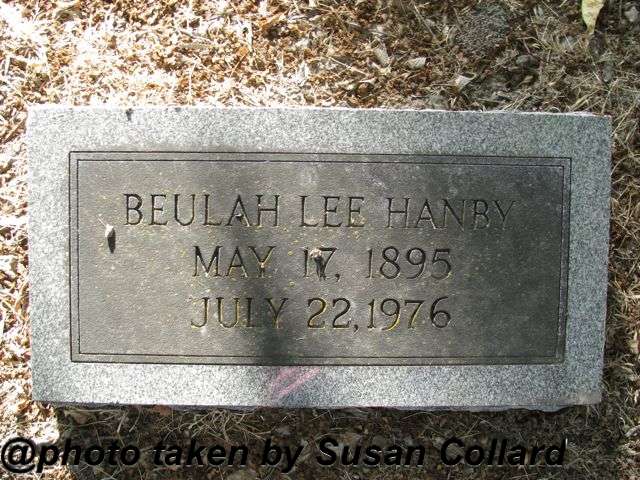 BEULAH LEE HANBY
MAY 17, 1895
JULY 22, 1976
@photo taken by Susan Collard